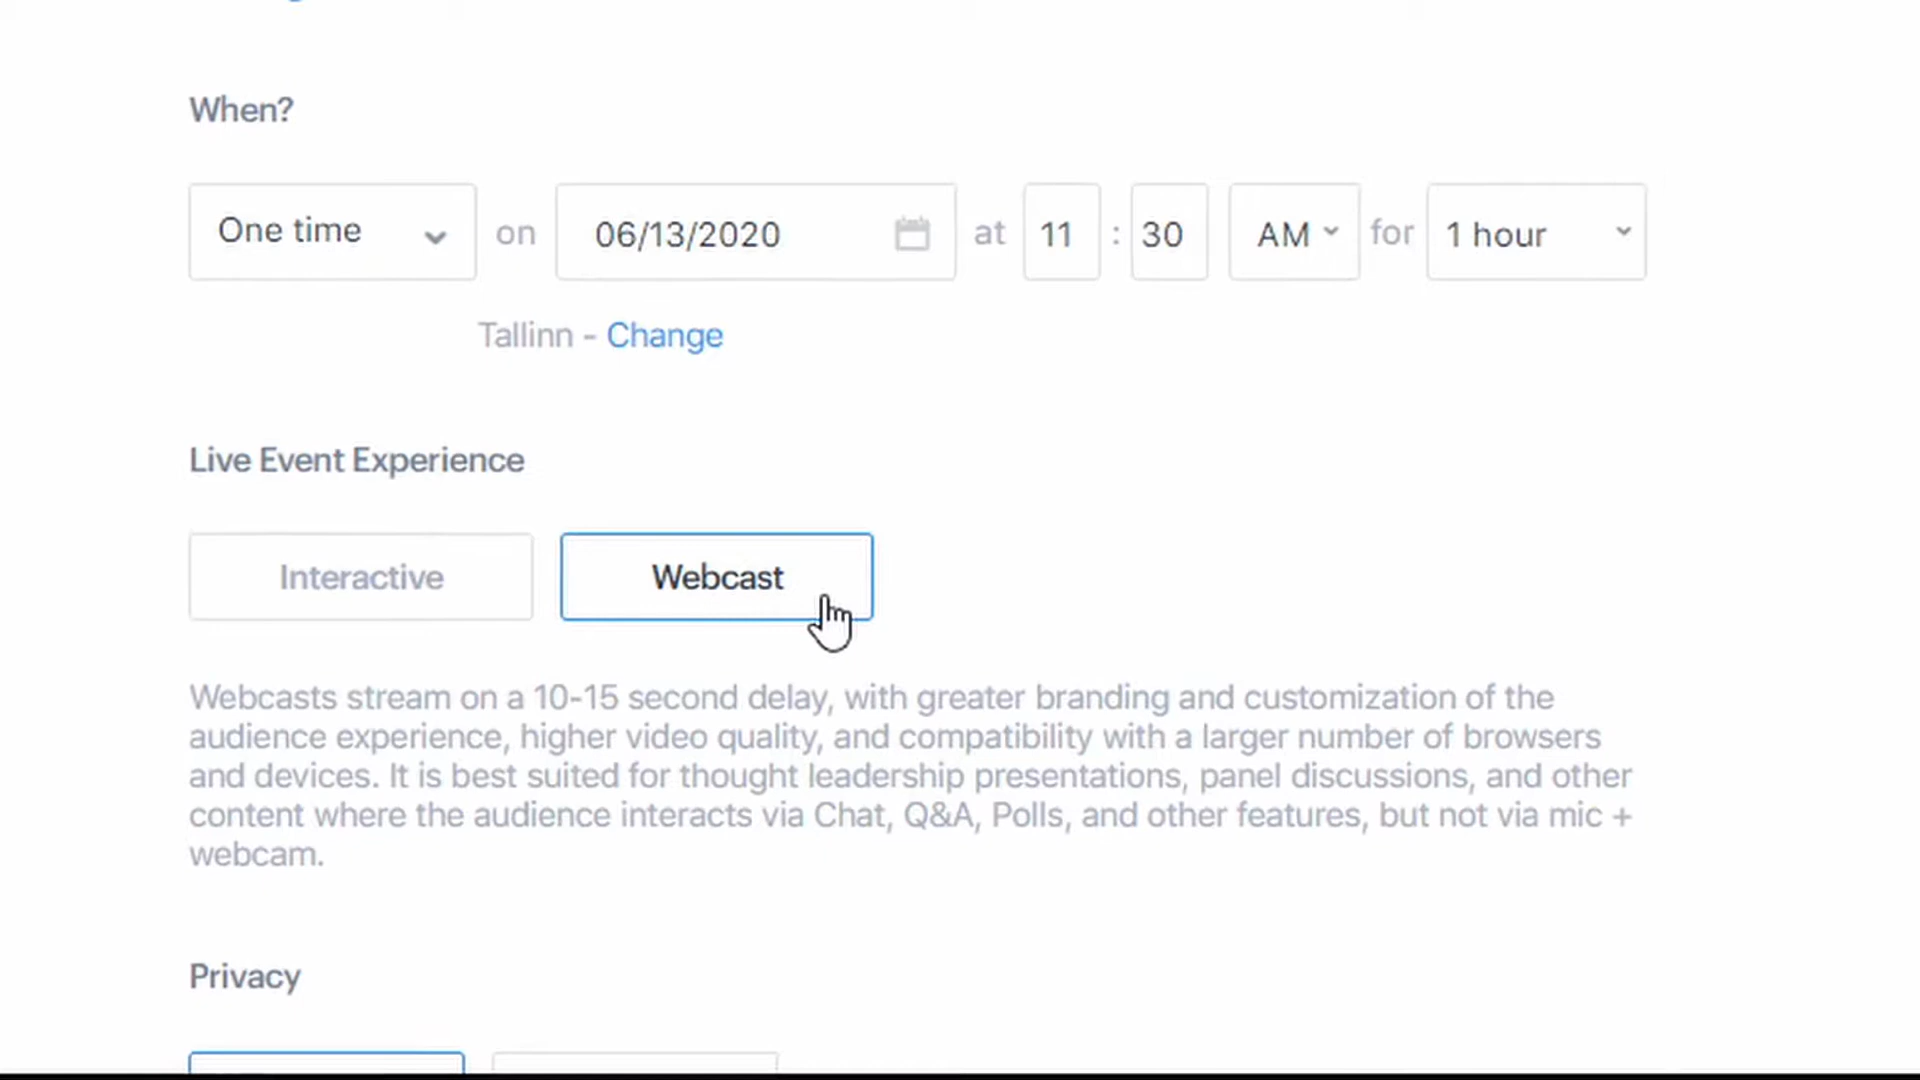 When?
One time on 06/13/2020 at 11 : 30 AM for 1 hour
Tallinn - Change
Live Event Experience
Interactive Webcast
Webcasts stream on a 10-15 second delay, with greater branding and customization of the
audience experience, higher video quality, and compatibility with a larger number of browsers
and devices. It is best suited for thought leadership presentations, panel discussions, and other
content where the audience interacts via Chat, Q&A, Polls, and other features, but not via mic +
webcam.
Privacy